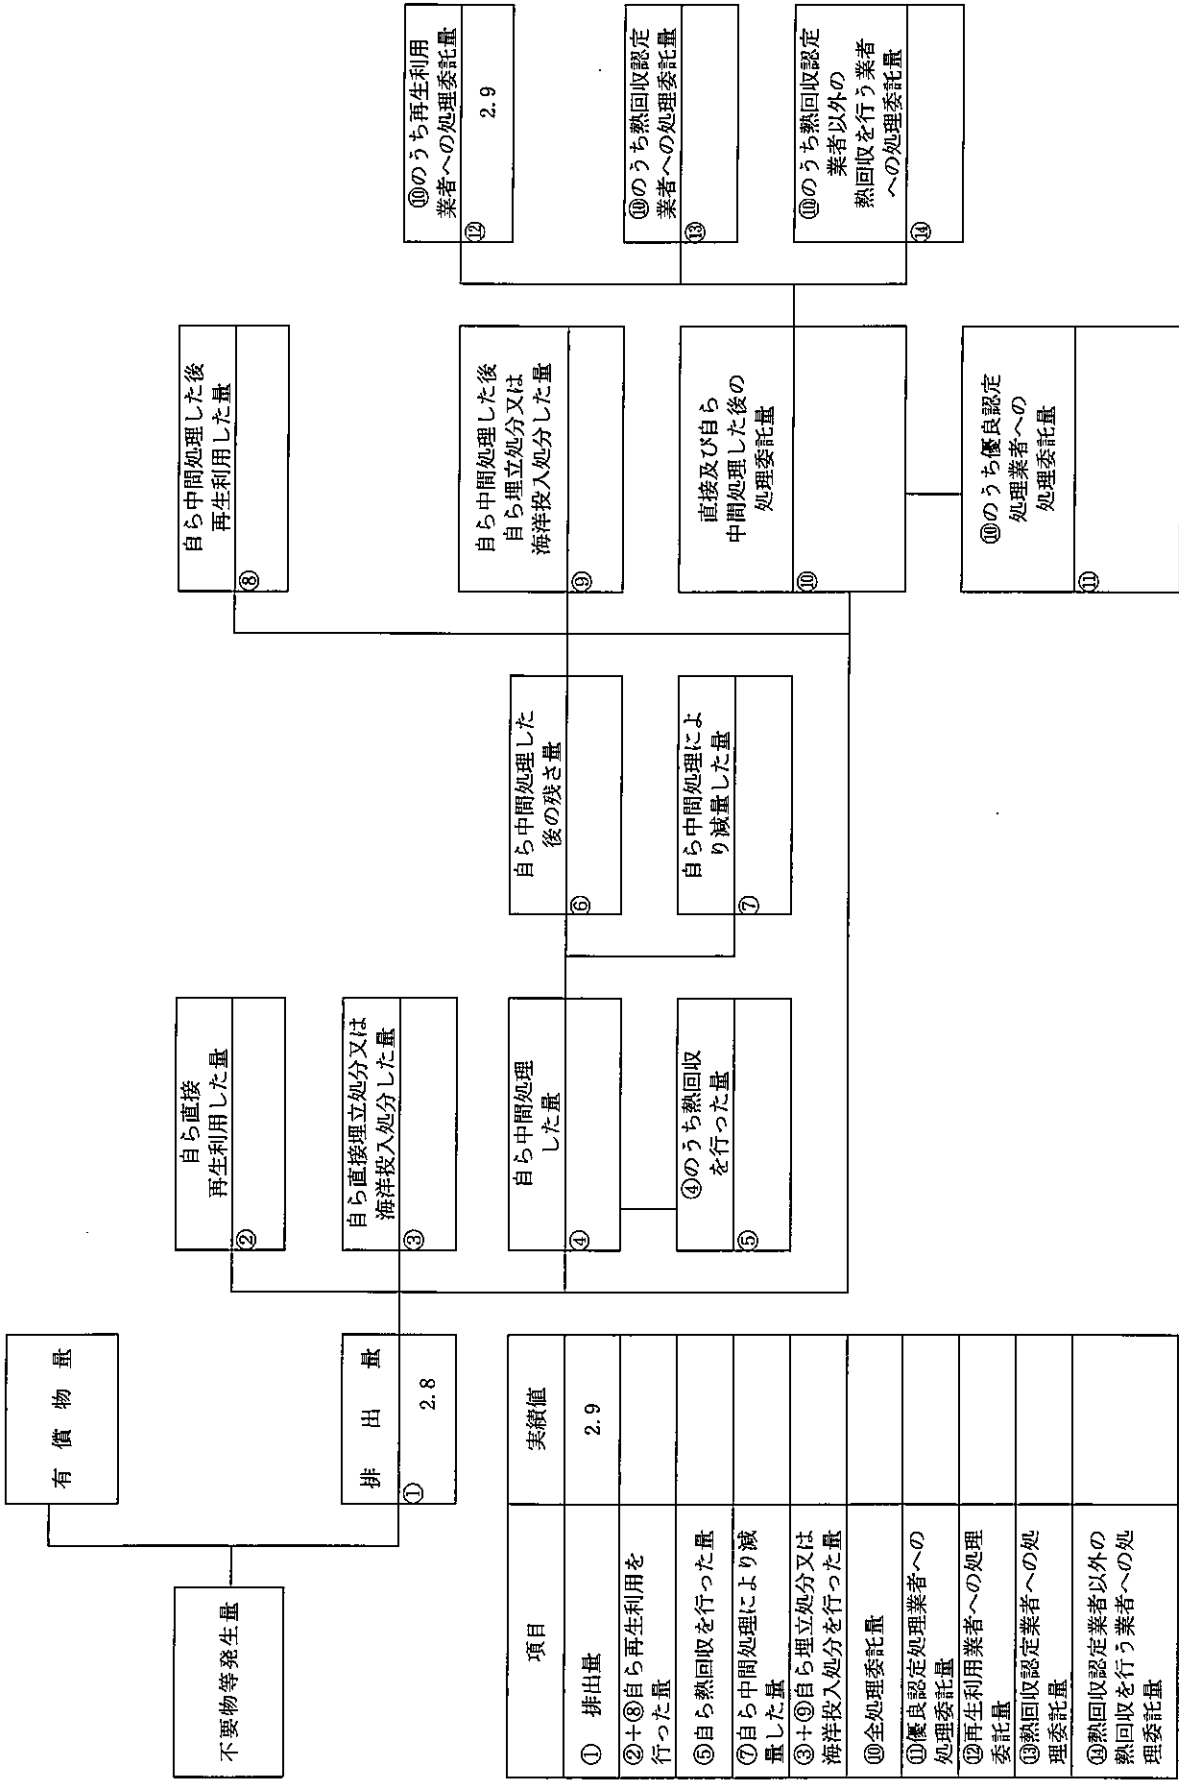 不要物等発生量
有償物量
排出量
①
2.8
自ら直接
再生利用した量
②
自ら直接埋立処分又は
海洋投入処分した量
③
自ら中間処理
した量
④
④のうち熱回収
を行った量
⑤
自ら中間処理した
後の残さ量
⑥
自ら中間処理によ
り減量した量
⑦
自ら中間処理した後
再生利用した量
⑧
自ら中間処理した後
自ら埋立処分又は
海洋投入処分した量
⑨
直接及び自ら
中間処理した後の
処理委託量
⑩
⑩のうち優良認定
処理業者への
処理委託量
⑪
⑩のうち再生利用
業者への処理委託量
⑫
2.9
⑩のうち熱回収認定
業者への処理委託量
⑬
⑩のうち熱回収認定
業者以外の
熱回収を行う業者
への処理委託量
⑭
項目 実績値
① 排出量 2.9
②+⑧自ら再生利用を
行った量
⑤自ら熱回収を行った量
⑦自ら中間処理により減
量した量
③+⑨自ら埋立処分又は
海洋投入処分を行った量
⑩全処理委託量
⑪優良認定処理業者への
処理委託量
⑫再生利用業者への処理
委託量
⑬熱回収認定業者への処
理委託量
⑭熱回収認定業者以外の
熱回収を行う業者への処
理委託量